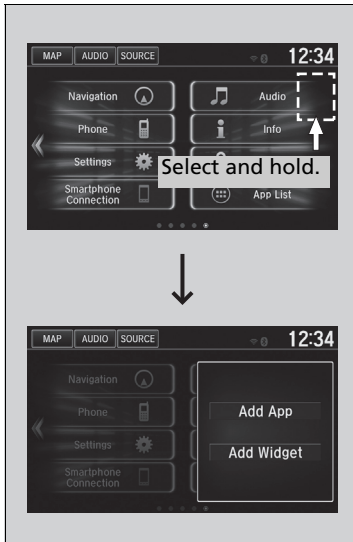 MAP AUDIO SOURCE 12:34
Navigation Audio
Phone Info
Settings
Select and hold.
Smartphone
Connection App List
MAP AUDIO SOURCE 12:34
Navigation
Phone Add App
Settings Add Widget
Smartphone
Connection